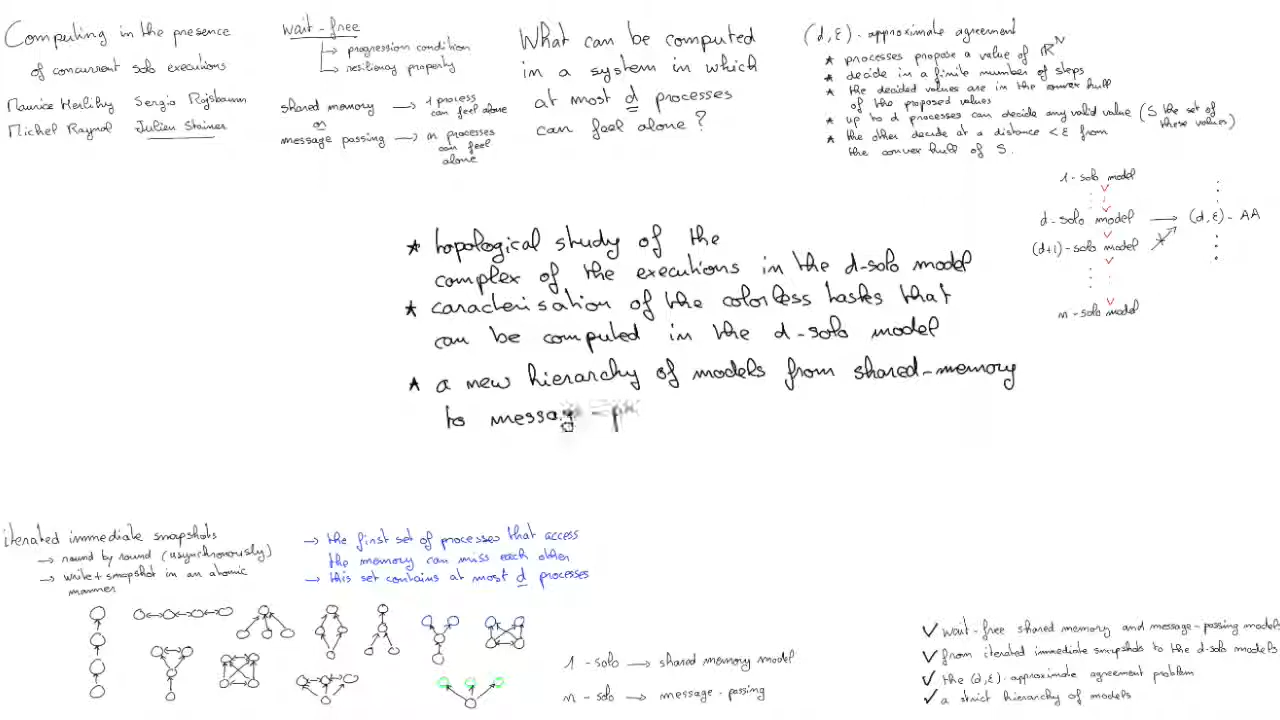 Computing in the presence
of concurrent solo executions
Maurice Herlihy Sergio Rajsbaum
Michel Raynal Julien Stainer
wait-free
→ progression condition
→ resiliency property
shared memory → 1 process
can feel alone
or
message passing → n processes
can feel
alone
What can be computed
in a system in which
at most d processes
can feel alone?
(d,ε)-approximate agreement
* processes propose a value of ℝᴺ
* decide in a finite number of steps
* the decided values are in the convex hull
of the proposed values
* up to d processes can decide any valid value (S the set of
these values)
* the other decide at a distance < ε from
the convex hull of S.
1-solo model
d-solo model → (d,ε)-AA
(d+1)-solo model
n-solo model
* topological study of the
complex of the executions in the d-solo model
* caracterisation of the colorless tasks that
can be computed in the d-solo model
* a new hierarchy of models from shared-memory
to messag
iterated immediate snapshots
→ round by round (asynchronously)
→ write + snapshot in an atomic
manner
→ the first set of processes that access
the memory can miss each other
→ this set contains at most d processes
1-solo → shared memory model
n-solo → message-passing
✓ wait-free shared memory and message-passing models
✓ from iterated immediate snapshots to the d-solo models
✓ the (d,ε)-approximate agreement problem
✓ a strict hierarchy of models